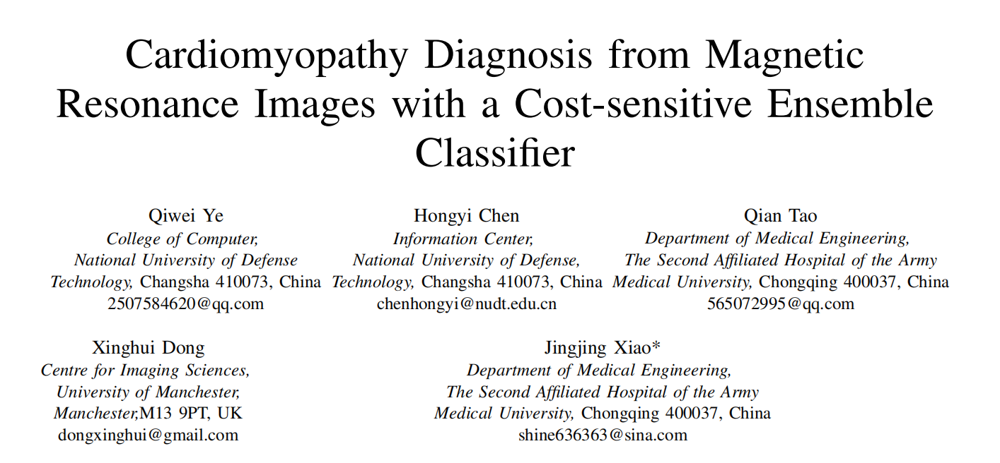 Cardiomyopathy Diagnosis from Magnetic
Resonance Images with a Cost-sensitive Ensemble
Classifier
Qiwei Ye
College of Computer,
National University of Defense
Technology, Changsha 410073, China
2507584620@qq.com
Hongyi Chen
Information Center,
National University of Defense,
Technology, Changsha 410073, China
chenhongyi@nudt.edu.cn
Qian Tao
Department of Medical Engineering,
The Second Affiliated Hospital of the Army
Medical University, Chongqing 400037, China
565072995@qq.com
Xinghui Dong
Centre for Imaging Sciences,
University of Manchester,
Manchester,M13 9PT, UK
dongxinghui@gmail.com
Jingjing Xiao*
Department of Medical Engineering,
The Second Affiliated Hospital of the Army
Medical University, Chongqing 400037, China
shine636363@sina.com